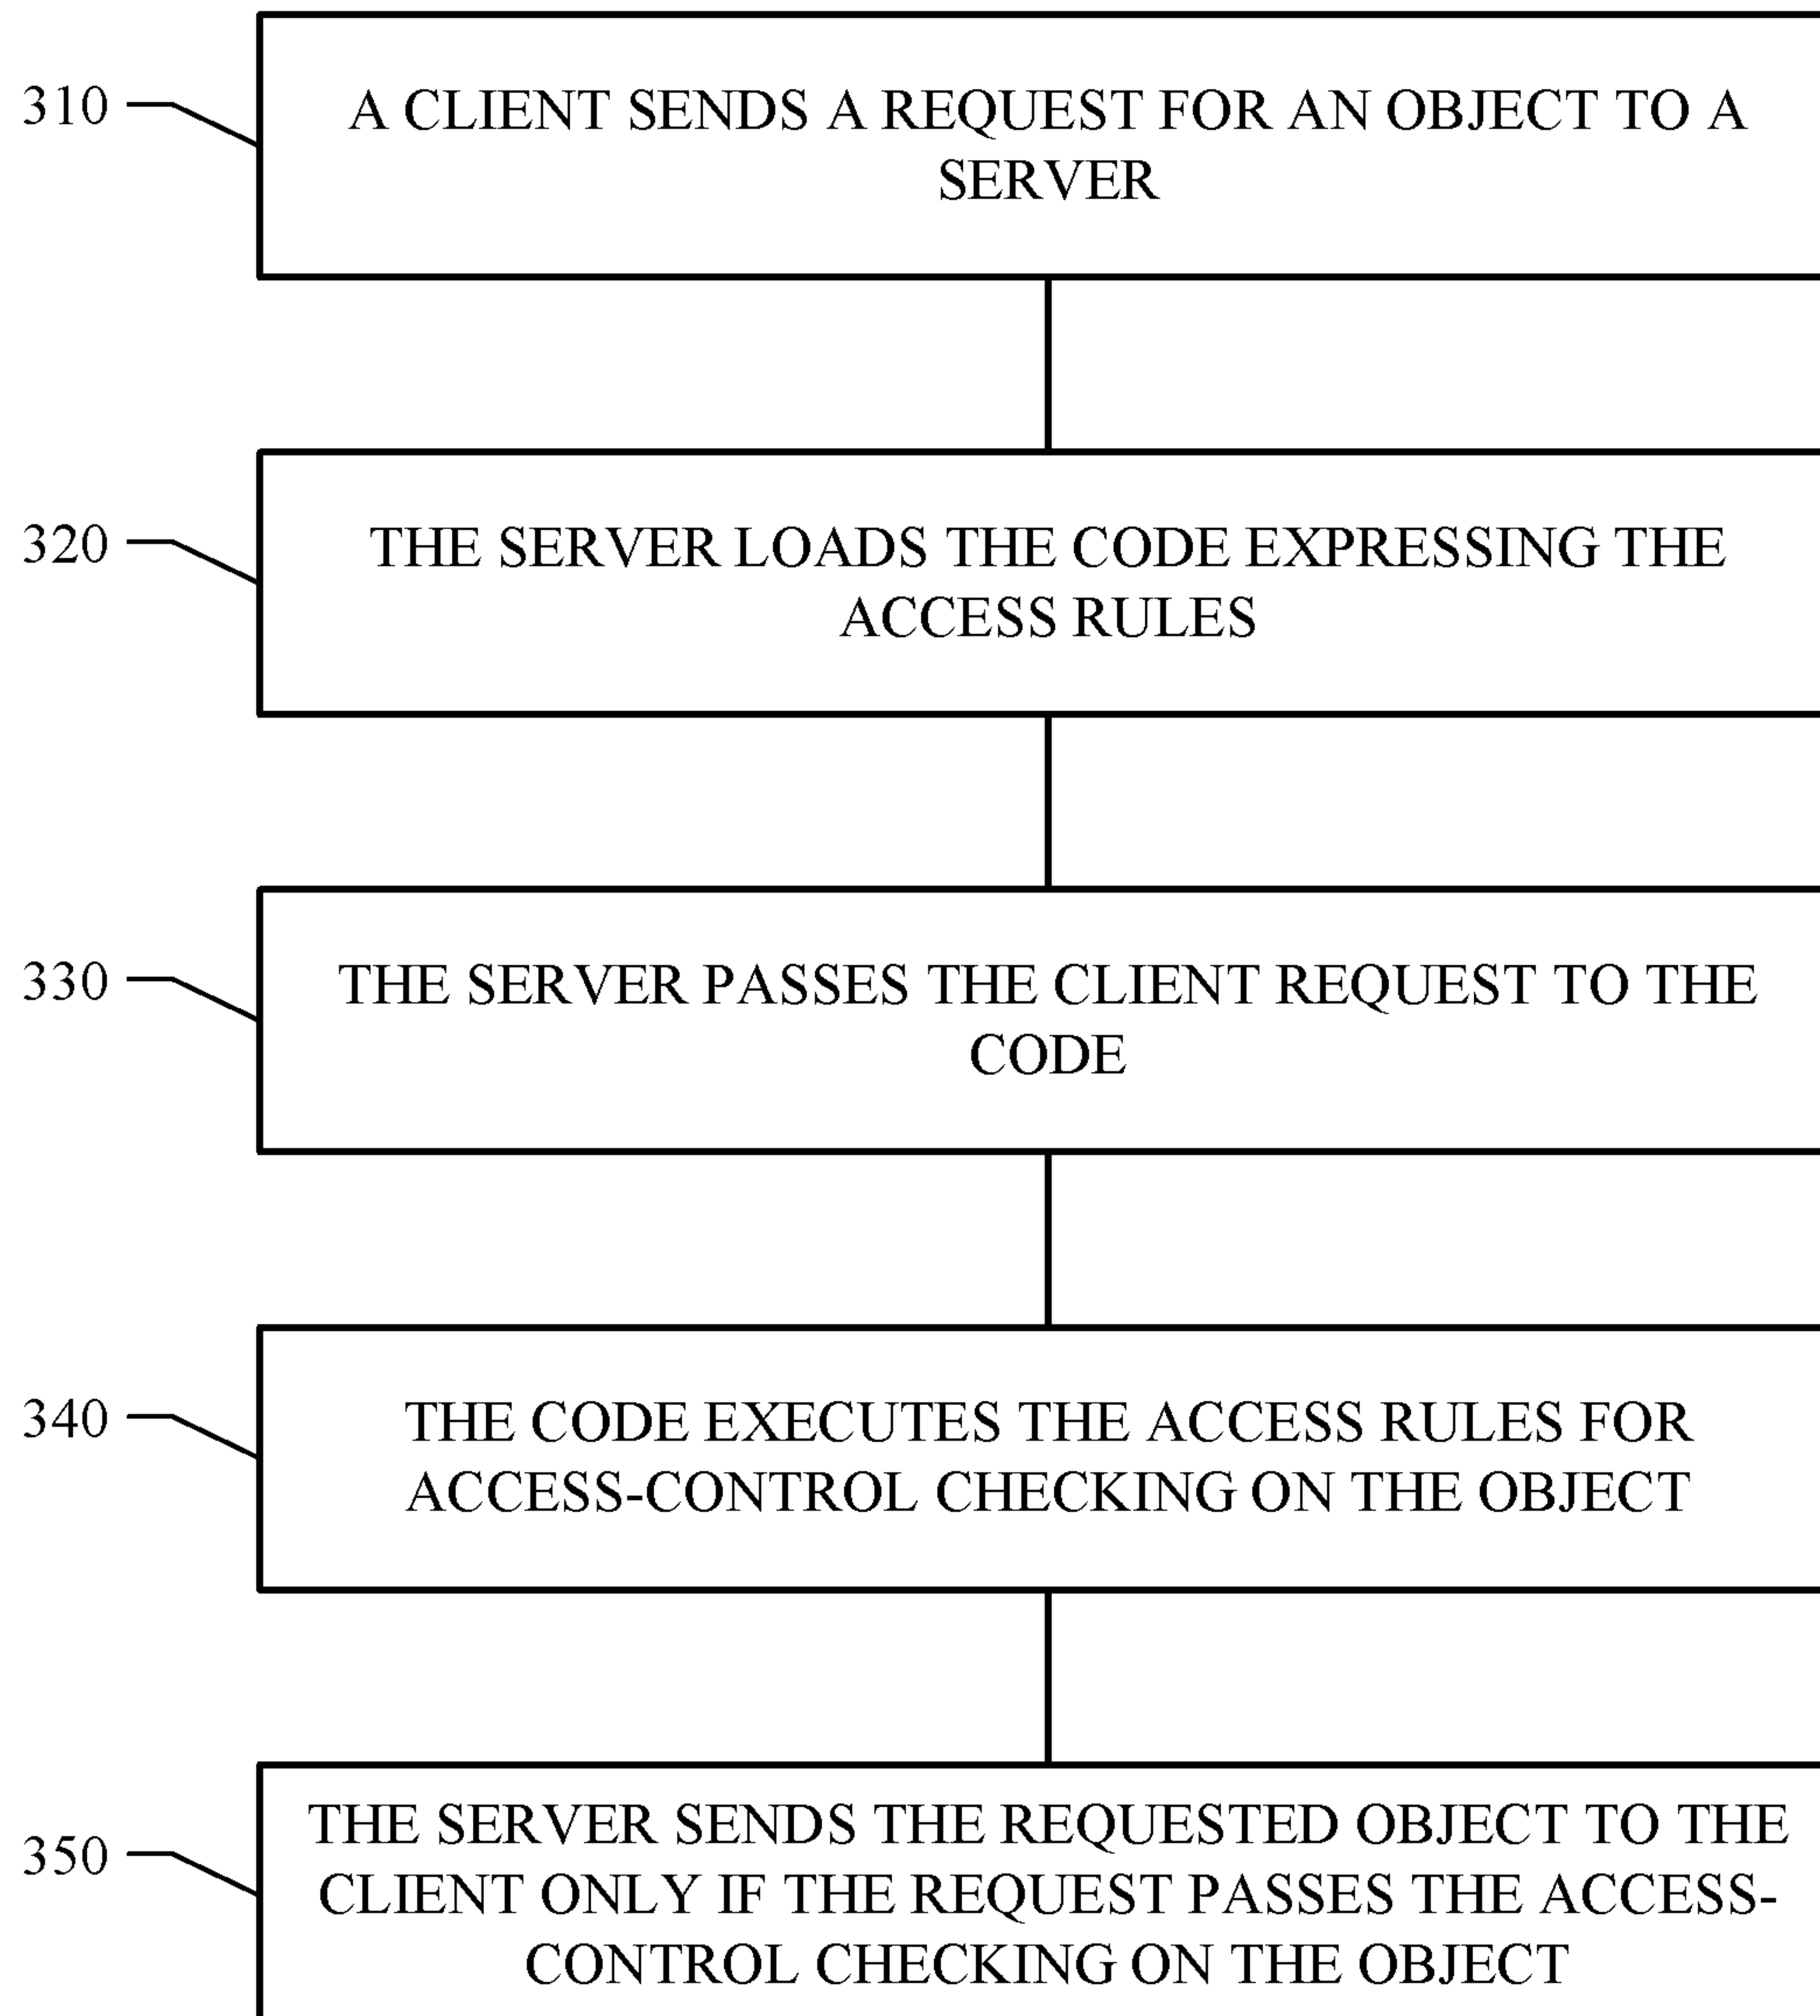 310
A CLIENT SENDS A REQUEST FOR AN OBJECT TO A
SERVER
320
THE SERVER LOADS THE CODE EXPRESSING THE
ACCESS RULES
330
THE SERVER PASSES THE CLIENT REQUEST TO THE
CODE
340
THE CODE EXECUTES THE ACCESS RULES FOR
ACCESS-CONTROL CHECKING ON THE OBJECT
350
THE SERVER SENDS THE REQUESTED OBJECT TO THE
CLIENT ONLY IF THE REQUEST PASSES THE ACCESS-
CONTROL CHECKING ON THE OBJECT